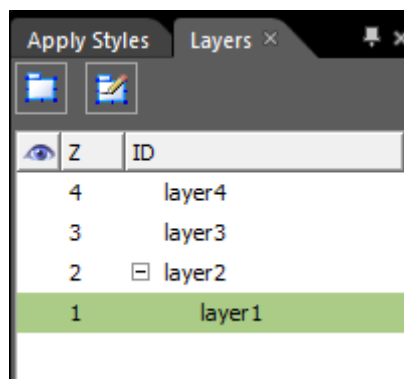 Apply Styles Layers
Z ID
4 layer4
3 layer3
2 layer2
1 layer1